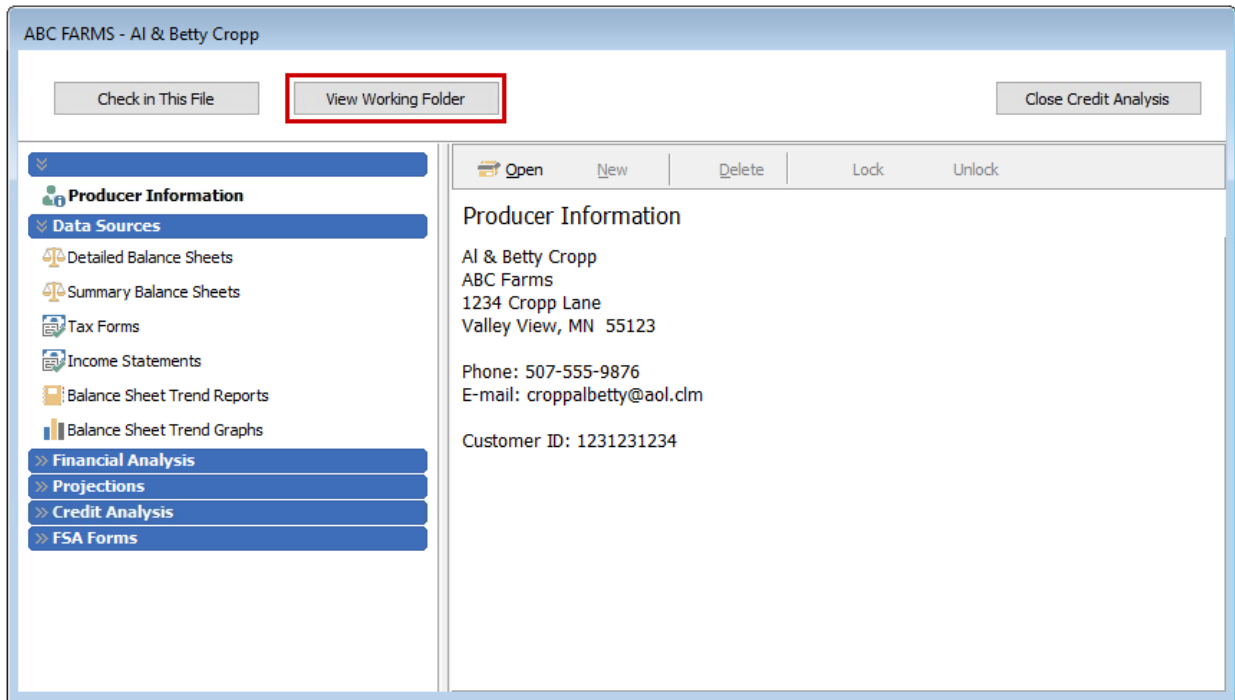 ABC FARMS - Al & Betty Cropp
Check in This File
View Working Folder
Close Credit Analysis
Producer Information
Data Sources
Detailed Balance Sheets
Summary Balance Sheets
Tax Forms
Income Statements
Balance Sheet Trend Reports
Balance Sheet Trend Graphs
Financial Analysis
Projections
Credit Analysis
FSA Forms
Open New Delete Lock Unlock
Producer Information
Al & Betty Cropp
ABC Farms
1234 Cropp Lane
Valley View, MN 55123
Phone: 507-555-9876
E-mail: croppalbetty@aol.clm
Customer ID: 1231231234